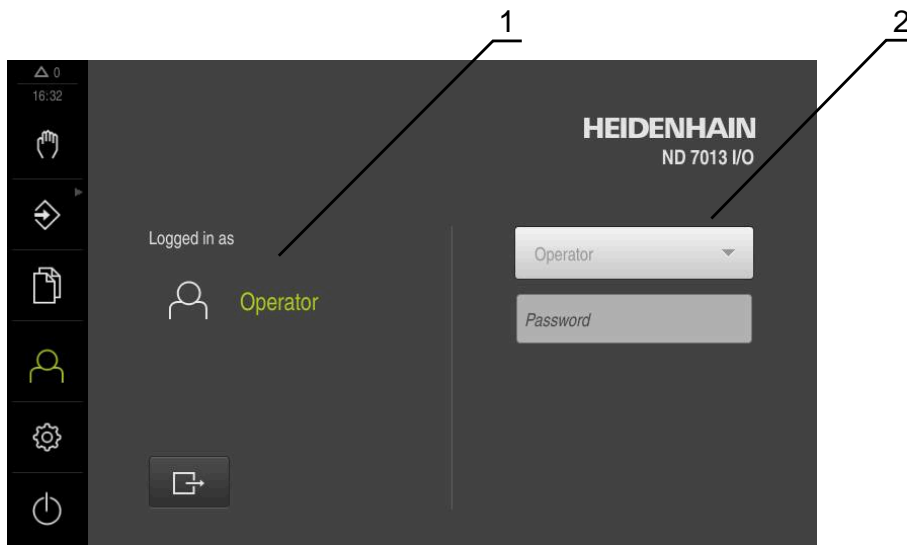 1
2
△ 0
16:32
HEIDENHAIN
ND 7013 I/O
Logged in as
Operator
Operator
Password